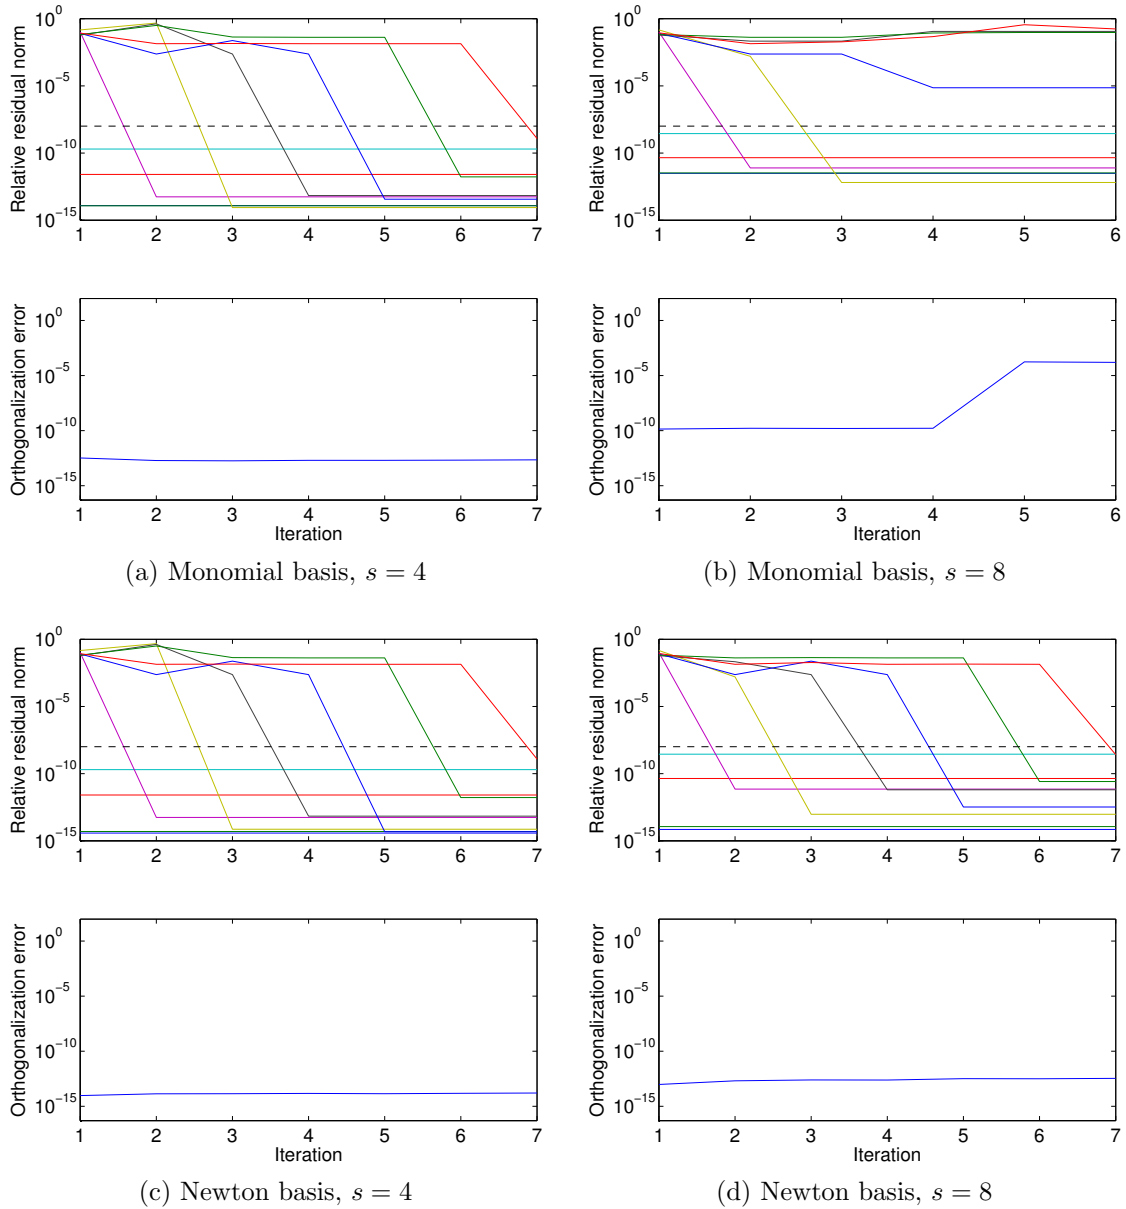 Relative residual norm
10^0
10^−5
10^−10
10^−15
1 2 3 4 5 6 7
Relative residual norm
10^0
10^−5
10^−10
10^−15
1 2 3 4 5 6
Orthogonalization error
10^0
10^−5
10^−10
10^−15
1 2 3 4 5 6 7
Iteration
Orthogonalization error
10^0
10^−5
10^−10
10^−15
1 2 3 4 5 6
Iteration
(a) Monomial basis, s = 4
(b) Monomial basis, s = 8
Relative residual norm
10^0
10^−5
10^−10
10^−15
1 2 3 4 5 6 7
Relative residual norm
10^0
10^−5
10^−10
10^−15
1 2 3 4 5 6 7
Orthogonalization error
10^0
10^−5
10^−10
10^−15
1 2 3 4 5 6 7
Iteration
Orthogonalization error
10^0
10^−5
10^−10
10^−15
1 2 3 4 5 6 7
Iteration
(c) Newton basis, s = 4
(d) Newton basis, s = 8